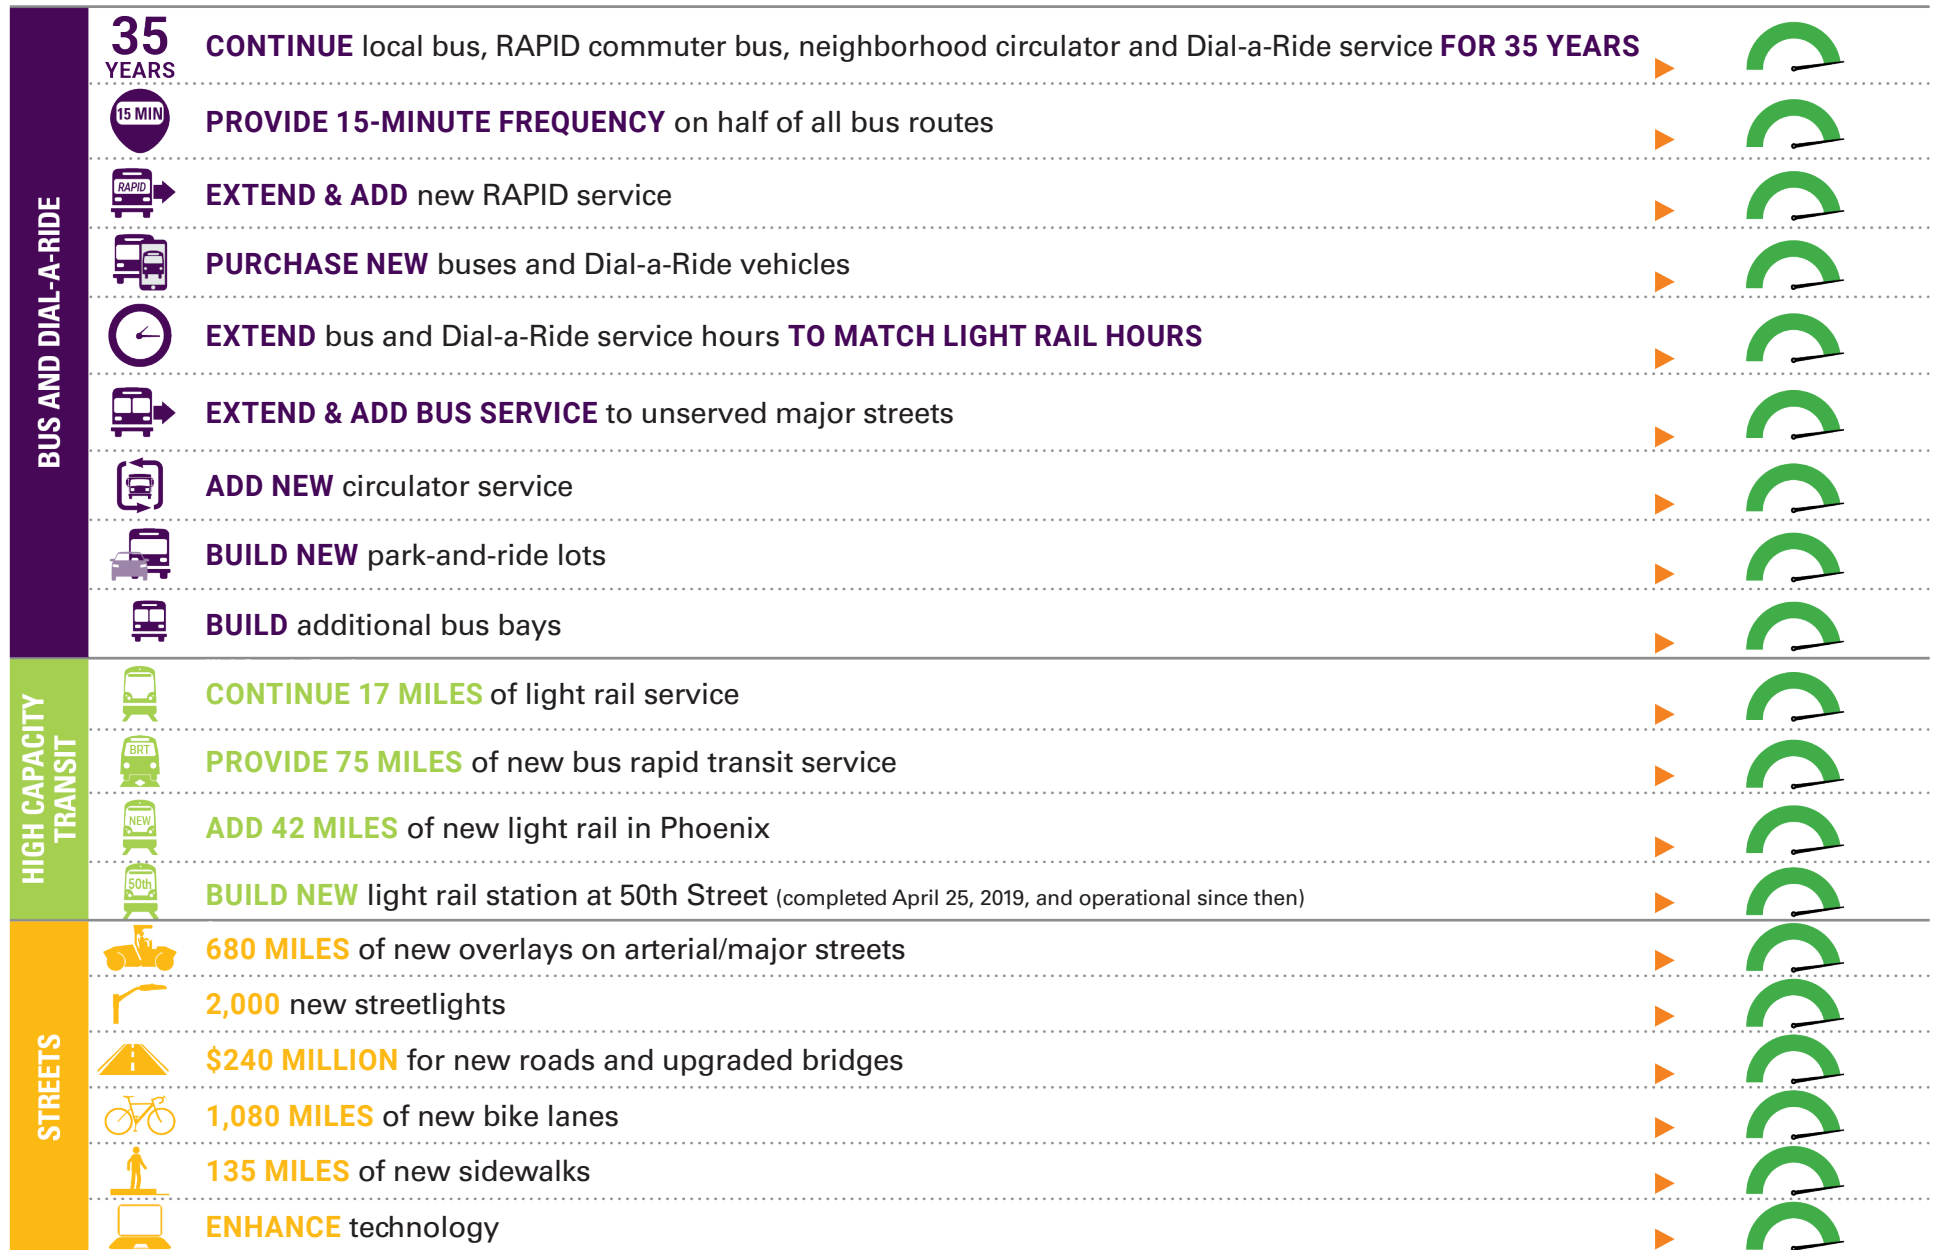 BUS AND DIAL-A-RIDE
35
YEARS
CONTINUE local bus, RAPID commuter bus, neighborhood circulator and Dial-a-Ride service FOR 35 YEARS
15 MIN
PROVIDE 15-MINUTE FREQUENCY on half of all bus routes
RAPID
EXTEND & ADD new RAPID service
PURCHASE NEW buses and Dial-a-Ride vehicles
EXTEND bus and Dial-a-Ride service hours TO MATCH LIGHT RAIL HOURS
EXTEND & ADD BUS SERVICE to unserved major streets
ADD NEW circulator service
BUILD NEW park-and-ride lots
BUILD additional bus bays
HIGH CAPACITY
TRANSIT
CONTINUE 17 MILES of light rail service
BRT
PROVIDE 75 MILES of new bus rapid transit service
NEW
ADD 42 MILES of new light rail in Phoenix
50th
BUILD NEW light rail station at 50th Street (completed April 25, 2019, and operational since then)
STREETS
680 MILES of new overlays on arterial/major streets
2,000 new streetlights
$240 MILLION for new roads and upgraded bridges
1,080 MILES of new bike lanes
135 MILES of new sidewalks
ENHANCE technology